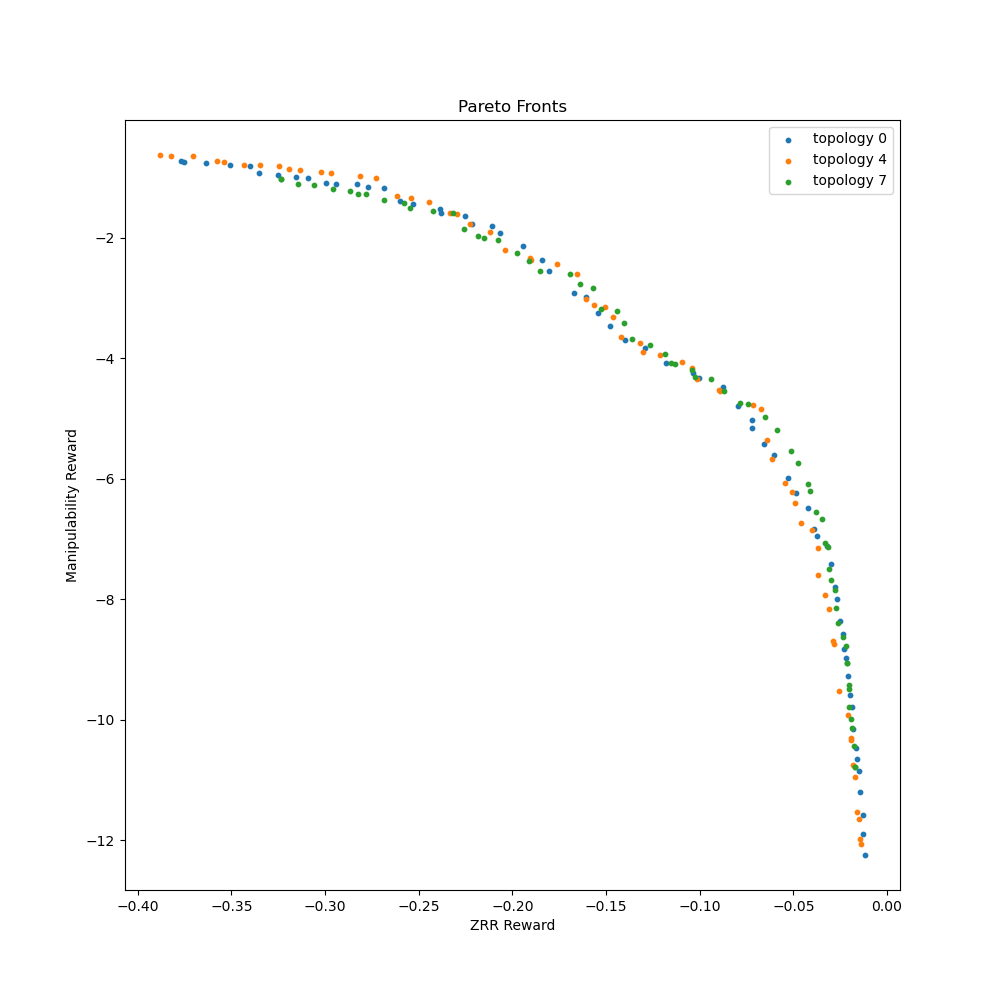 Pareto Fronts
topology 0
topology 4
topology 7
Manipulability Reward
−2
−4
−6
−8
−10
−12
−0.40
−0.35
−0.30
−0.25
−0.20
−0.15
−0.10
−0.05
0.00
ZRR Reward